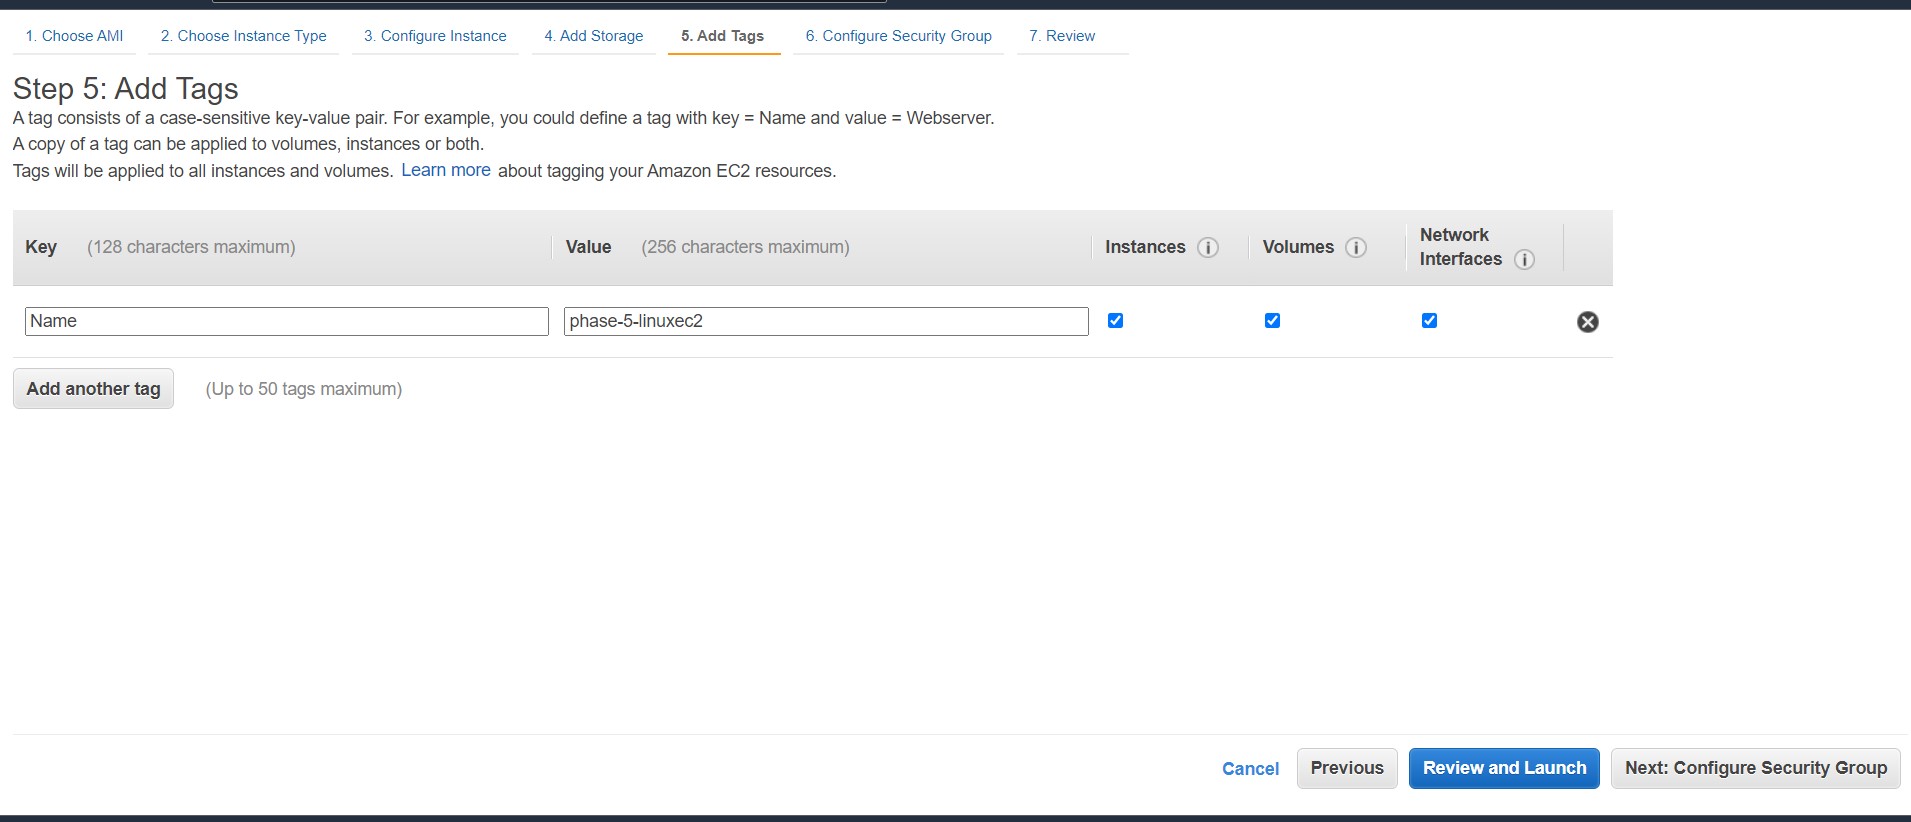 1. Choose AMI 2. Choose Instance Type 3. Configure Instance 4. Add Storage 5. Add Tags 6. Configure Security Group 7. Review
Step 5: Add Tags
A tag consists of a case-sensitive key-value pair. For example, you could define a tag with key = Name and value = Webserver.
A copy of a tag can be applied to volumes, instances or both.
Tags will be applied to all instances and volumes. Learn more about tagging your Amazon EC2 resources.
Key (128 characters maximum) Value (256 characters maximum) Instances i Volumes i Network
Interfaces i
Name phase-5-linuxec2
Add another tag (Up to 50 tags maximum)
Cancel Previous Review and Launch Next: Configure Security Group